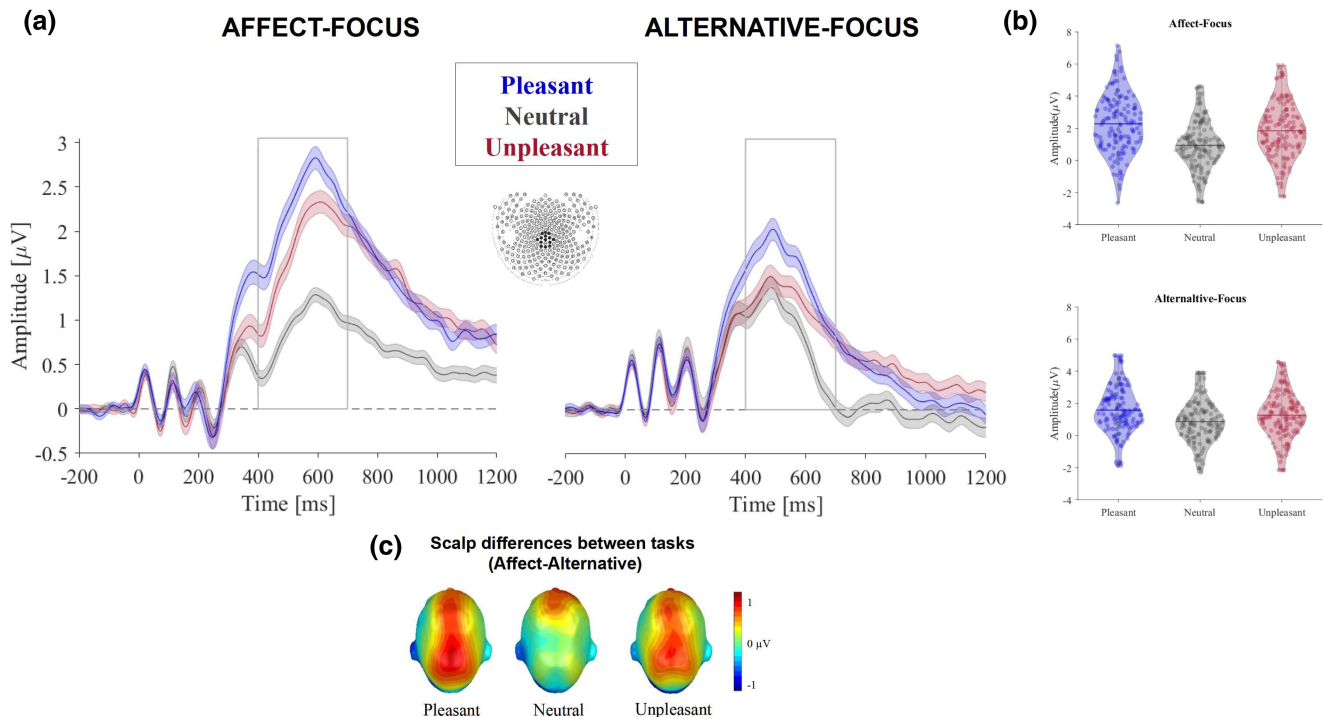 (a)
AFFECT-FOCUS
ALTERNATIVE-FOCUS
Pleasant
Neutral
Unpleasant
Amplitude [µV]
3
2.5
2
1.5
1
0.5
0
-0.5
-200 0 200 400 600 800 1000 1200
Time [ms]
-200 0 200 400 600 800 1000 1200
Time [ms]
(b)
Affect-Focus
Amplitude(µV)
8
6
4
2
0
-2
-4
Pleasant Neutral Unpleasant
Alternaltive-Focus
Amplitude(µV)
8
6
4
2
0
-2
-4
Pleasant Neutral Unpleasant
(c)
Scalp differences between tasks
(Affect-Alternative)
1
0 µV
-1
Pleasant Neutral Unpleasant